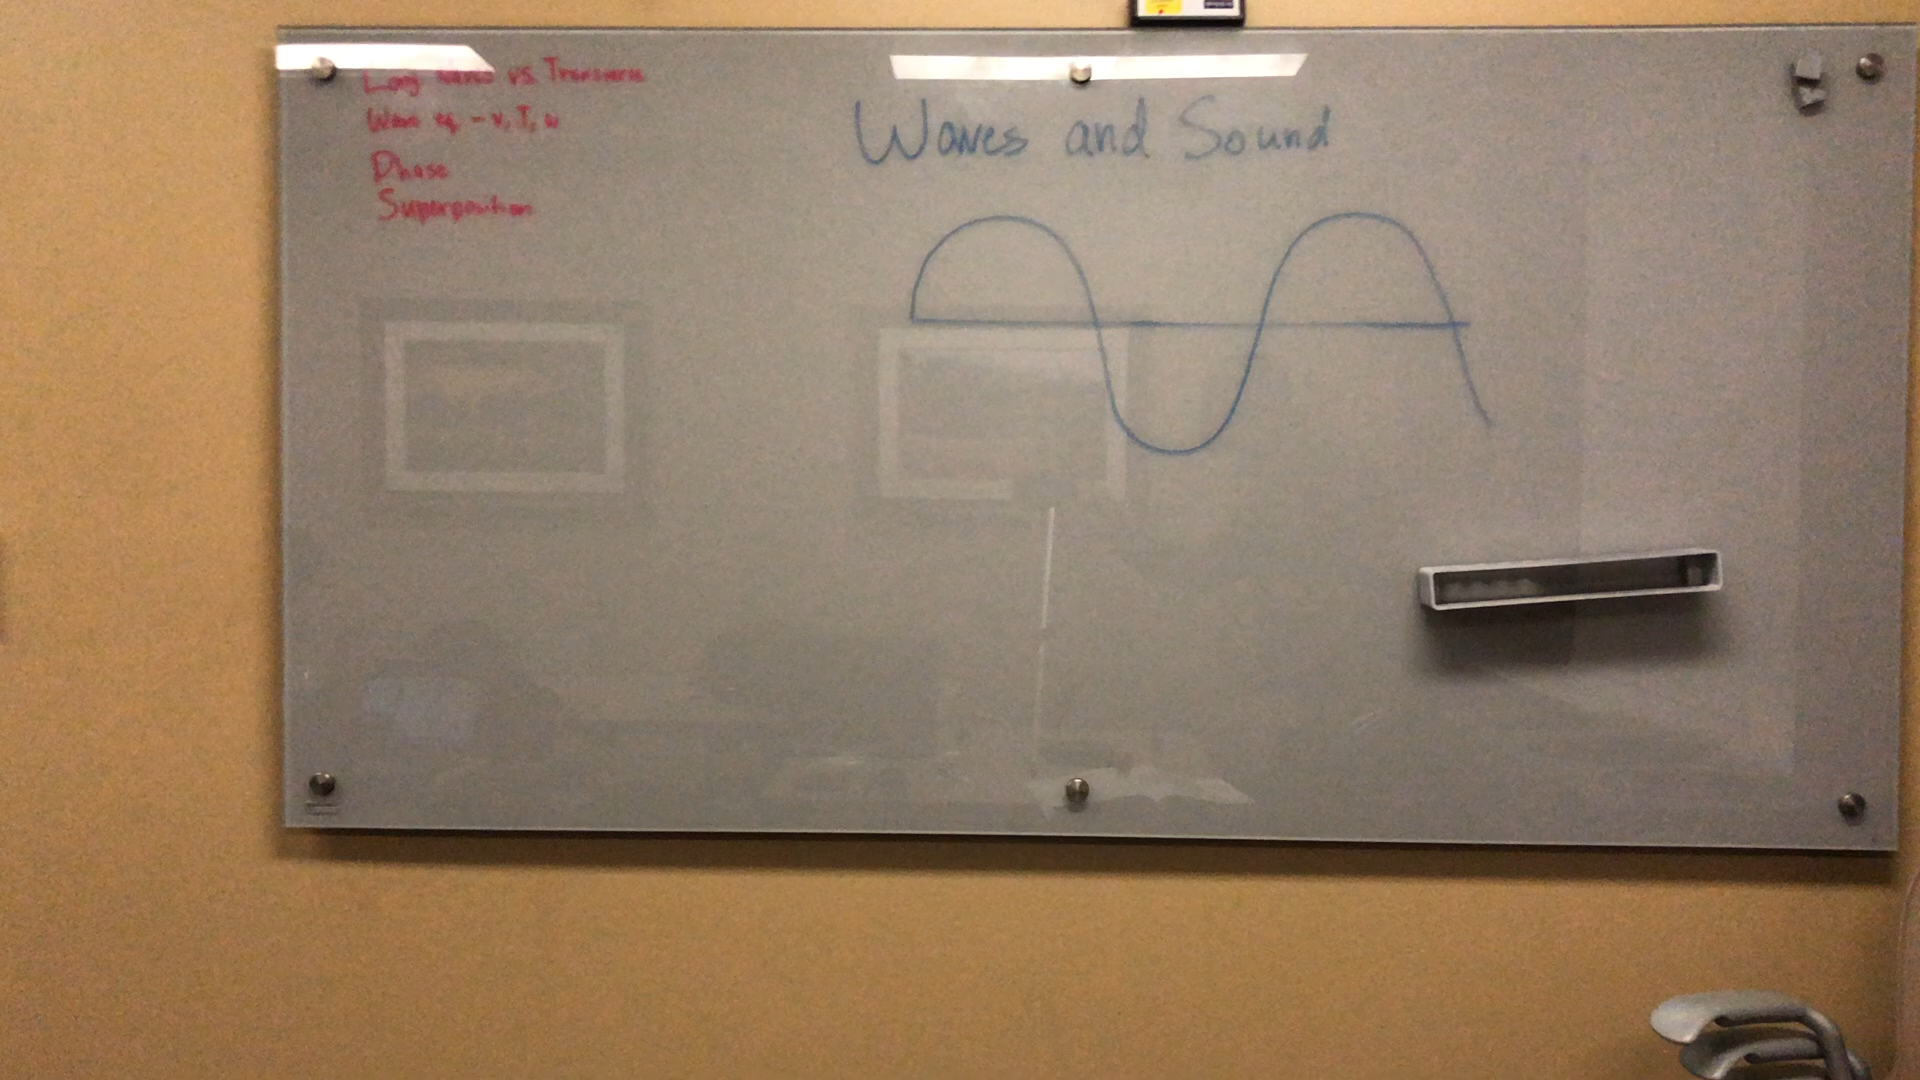 Long waves vs. Transverse
Wave eq - v, T, w
Phase
Superposition
Waves and Sound